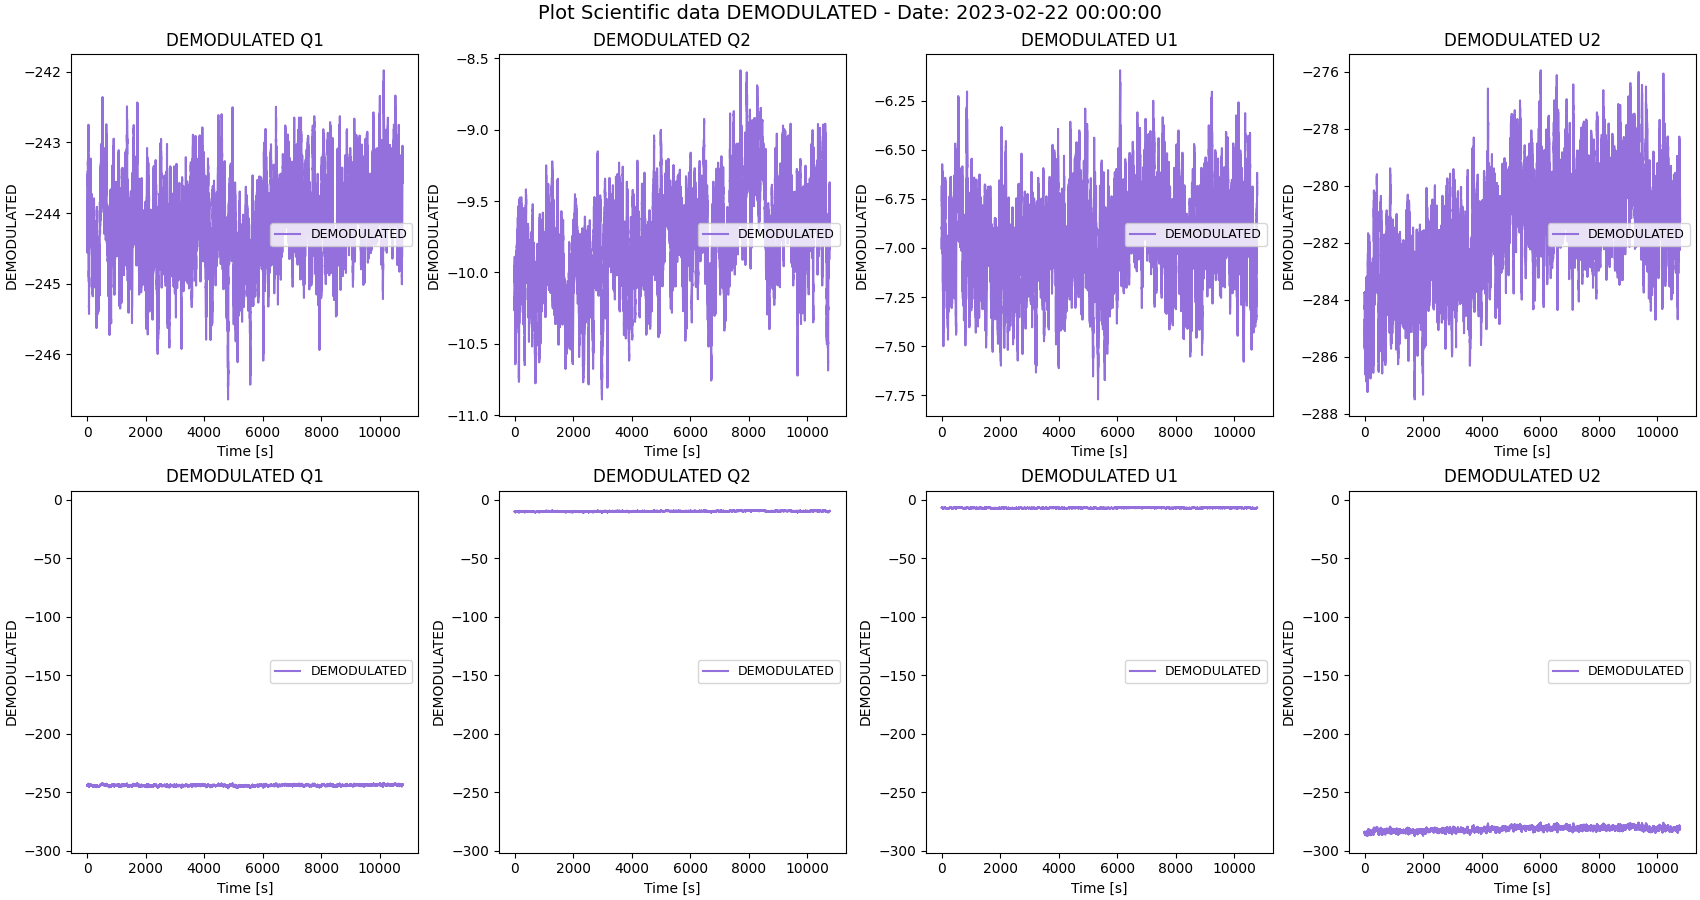 Plot Scientific data DEMODULATED - Date: 2023-02-22 00:00:00
DEMODULATED Q1
DEMODULATED
−242
−243
−244
−245
−246
DEMODULATED
0 2000 4000 6000 8000 10000
Time [s]
DEMODULATED Q2
DEMODULATED
−8.5
−9.0
−9.5
−10.0
−10.5
−11.0
DEMODULATED
0 2000 4000 6000 8000 10000
Time [s]
DEMODULATED U1
DEMODULATED
−6.25
−6.50
−6.75
−7.00
−7.25
−7.50
−7.75
DEMODULATED
0 2000 4000 6000 8000 10000
Time [s]
DEMODULATED U2
DEMODULATED
−276
−278
−280
−282
−284
−286
−288
DEMODULATED
0 2000 4000 6000 8000 10000
Time [s]
DEMODULATED Q1
DEMODULATED
0
−50
−100
−150
−200
−250
−300
DEMODULATED
0 2000 4000 6000 8000 10000
Time [s]
DEMODULATED Q2
DEMODULATED
0
−50
−100
−150
−200
−250
−300
DEMODULATED
0 2000 4000 6000 8000 10000
Time [s]
DEMODULATED U1
DEMODULATED
0
−50
−100
−150
−200
−250
−300
DEMODULATED
0 2000 4000 6000 8000 10000
Time [s]
DEMODULATED U2
DEMODULATED
0
−50
−100
−150
−200
−250
−300
DEMODULATED
0 2000 4000 6000 8000 10000
Time [s]